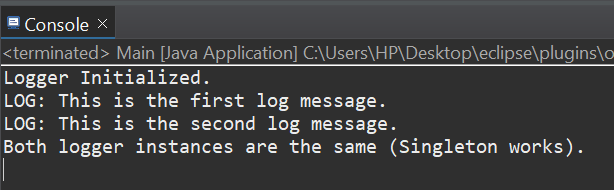 Console ×
<terminated> Main [Java Application] C:\Users\HP\Desktop\eclipse\plugins\o
Logger Initialized.
LOG: This is the first log message.
LOG: This is the second log message.
Both logger instances are the same (Singleton works).